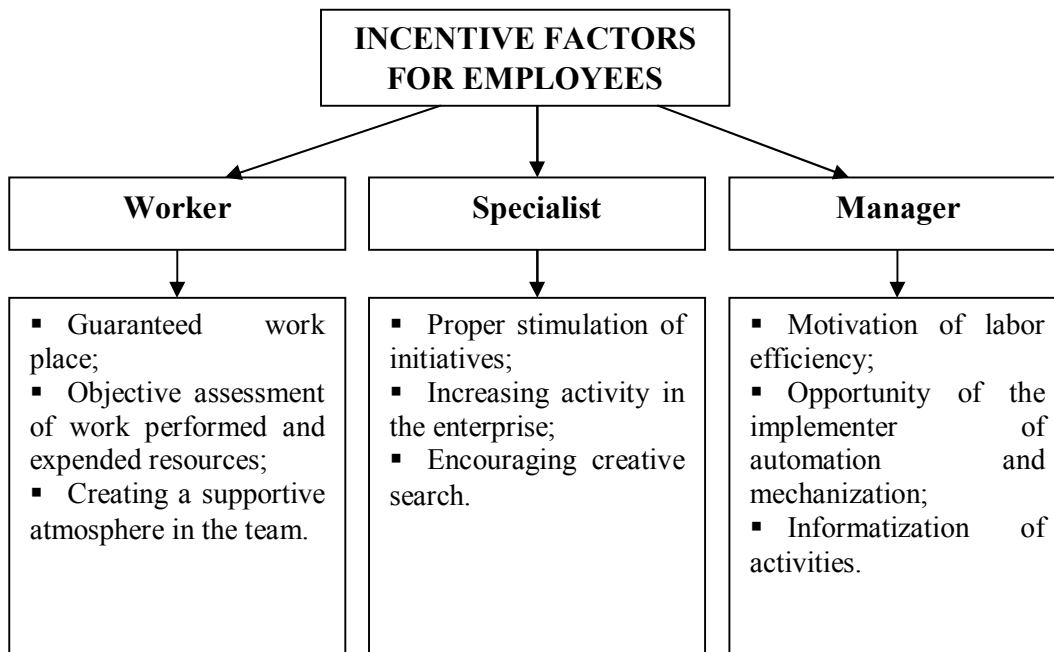 INCENTIVE FACTORS
FOR EMPLOYEES
Worker
Specialist
Manager
▪ Guaranteed work
place;
▪ Objective assessment
of work performed and
expended resources;
▪ Creating a supportive
atmosphere in the team.
▪ Proper stimulation of
initiatives;
▪ Increasing activity in
the enterprise;
▪ Encouraging creative
search.
▪ Motivation of labor
efficiency;
▪ Opportunity of the
implementer of
automation and
mechanization;
▪ Informatization of
activities.